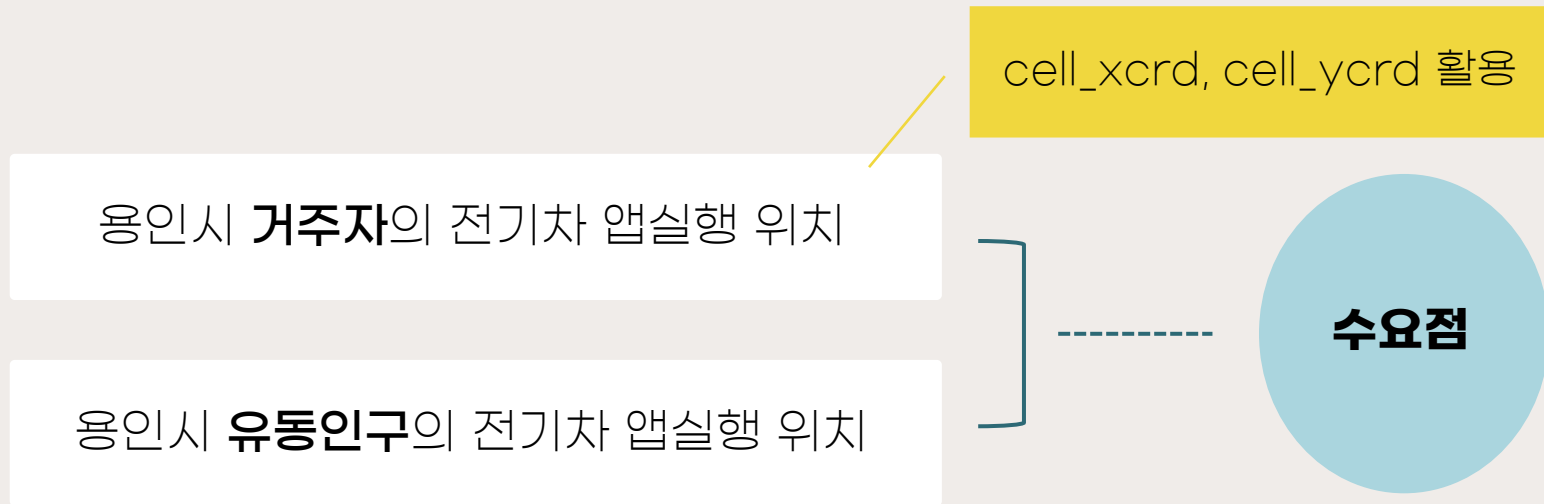 cell_xcrd, cell_ycrd 활용
용인시 거주자의 전기차 앱실행 위치
수요점
용인시 유동인구의 전기차 앱실행 위치